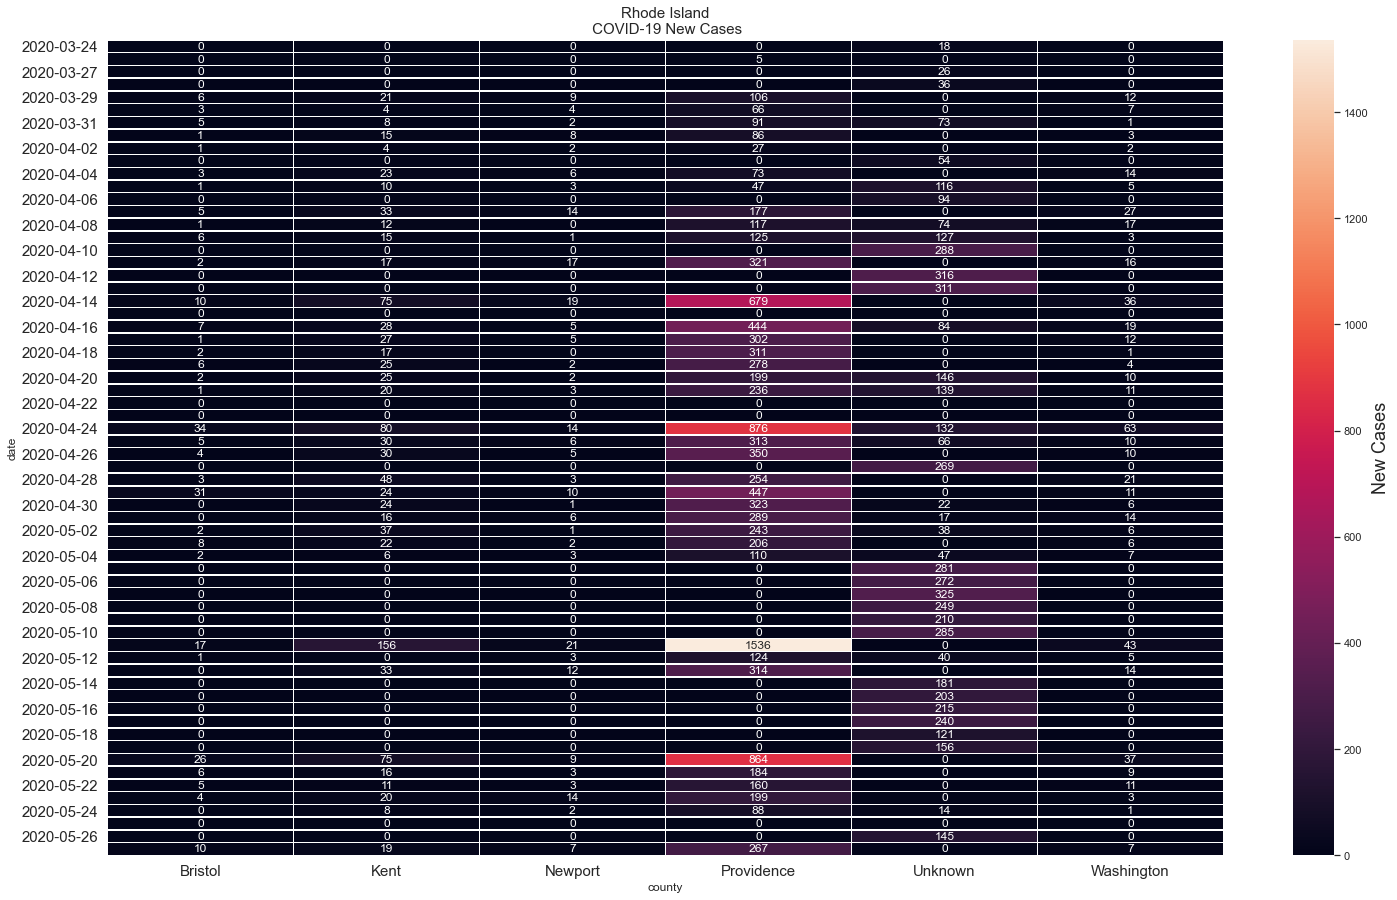 Rhode Island
COVID-19 New Cases
2020-03-24 0 0 0 0 18 0
0 0 0 5 0 0
2020-03-27 0 0 0 0 26 0
0 0 0 0 36 0
2020-03-29 6 21 9 106 0 12
3 4 4 66 0 7
2020-03-31 5 8 2 91 73 1
1 15 8 86 0 3
2020-04-02 1 4 2 27 0 2
0 0 0 0 54 0
2020-04-04 3 23 6 73 0 14
1 10 3 47 116 5
2020-04-06 0 0 0 0 94 0
5 33 14 177 0 27
2020-04-08 1 12 0 117 74 17
6 15 1 125 127 3
2020-04-10 0 0 0 0 288 0
2 17 17 321 0 16
2020-04-12 0 0 0 0 316 0
0 0 0 0 311 0
2020-04-14 10 75 19 679 0 36
0 0 0 0 0 0
2020-04-16 7 28 5 444 84 19
1 27 5 302 0 12
2020-04-18 2 17 0 311 0 1
6 25 2 278 0 4
2020-04-20 2 25 2 199 146 10
1 20 3 236 139 11
2020-04-22 0 0 0 0 0 0
0 0 0 0 0 0
2020-04-24 34 80 14 876 132 63
5 30 6 313 66 10
2020-04-26 4 30 5 350 0 10
0 0 0 0 269 0
2020-04-28 3 48 3 254 0 21
31 24 10 447 0 11
2020-04-30 0 24 1 323 22 6
0 16 6 289 17 14
2020-05-02 2 37 1 243 38 6
8 22 2 206 0 6
2020-05-04 2 6 3 110 47 7
0 0 0 0 281 0
2020-05-06 0 0 0 0 272 0
0 0 0 0 325 0
2020-05-08 0 0 0 0 249 0
0 0 0 0 210 0
2020-05-10 0 0 0 0 285 0
17 156 21 1536 0 43
2020-05-12 1 0 3 124 40 5
0 33 12 314 0 14
2020-05-14 0 0 0 0 181 0
0 0 0 0 203 0
2020-05-16 0 0 0 0 215 0
0 0 0 0 240 0
2020-05-18 0 0 0 0 121 0
0 0 0 0 156 0
2020-05-20 26 75 9 864 0 37
6 16 3 184 0 9
2020-05-22 5 11 3 160 0 11
4 20 14 199 0 3
2020-05-24 0 8 2 88 14 1
0 0 0 0 0 0
2020-05-26 0 0 0 0 145 0
10 19 7 267 0 7
Bristol Kent Newport Providence Unknown Washington
county
date
1400
1200
1000
800
600
400
200
0
New Cases